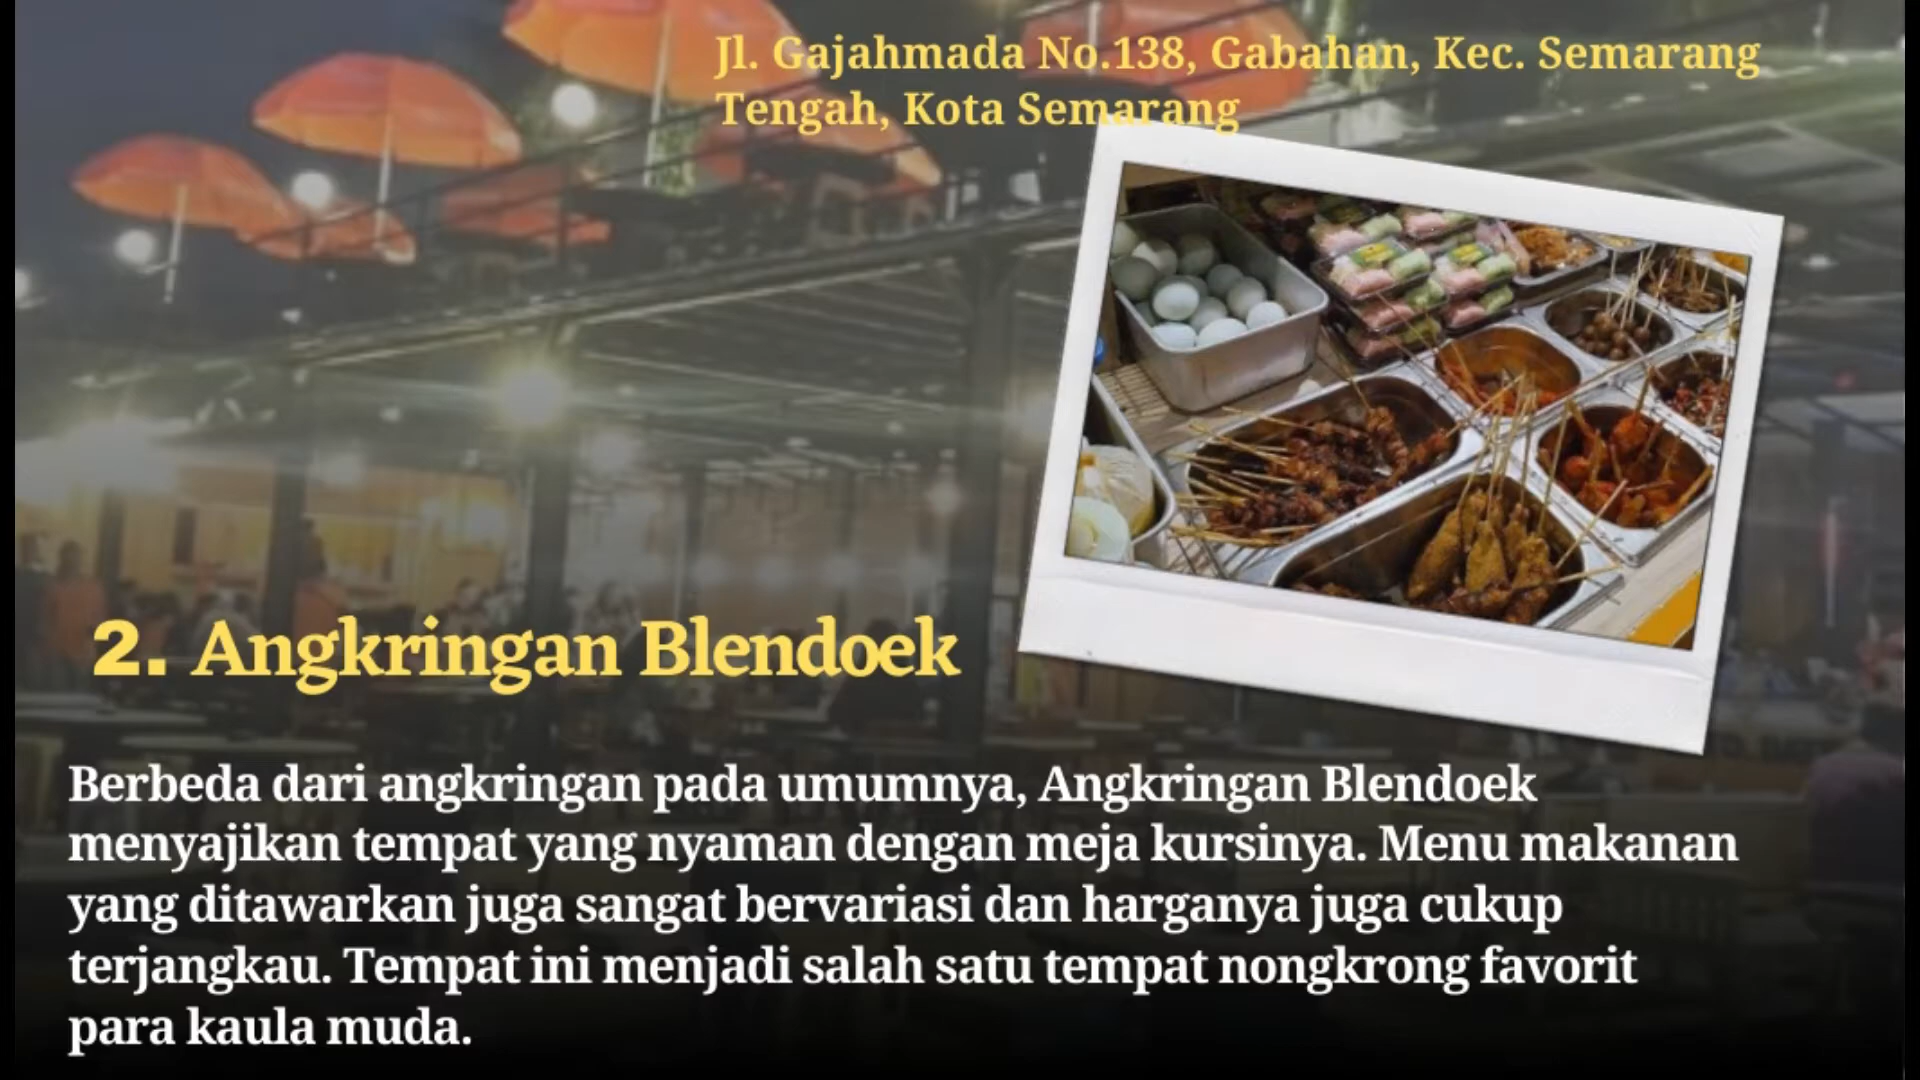 Jl. Gajahmada No.138, Gabahan, Kec. Semarang
Tengah, Kota Semarang
2. Angkringan Blendoek
Berbeda dari angkringan pada umumnya, Angkringan Blendoek
menyajikan tempat yang nyaman dengan meja kursinya. Menu makanan
yang ditawarkan juga sangat bervariasi dan harganya juga cukup
terjangkau. Tempat ini menjadi salah satu tempat nongkrong favorit
para kaula muda.